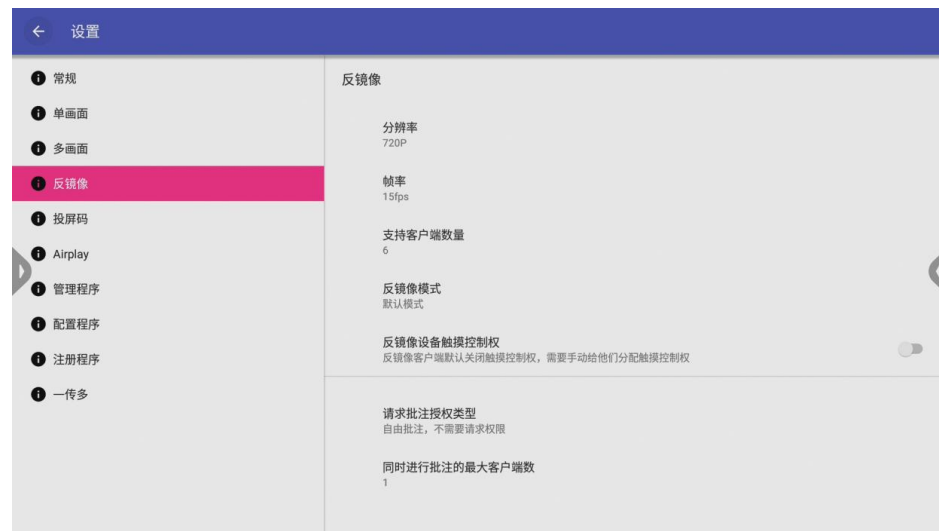 设置
常规
单画面
多画面
反镜像
投屏码
Airplay
管理程序
配置程序
注册程序
一传多
反镜像
分辨率
720P
帧率
15fps
支持客户端数量
6
反镜像模式
默认模式
反镜像设备触摸控制权
反镜像客户端默认关闭触摸控制权，需要手动给他们分配触摸控制权
请求批注授权类型
自由批注，不需要请求权限
同时进行批注的最大客户端数
1